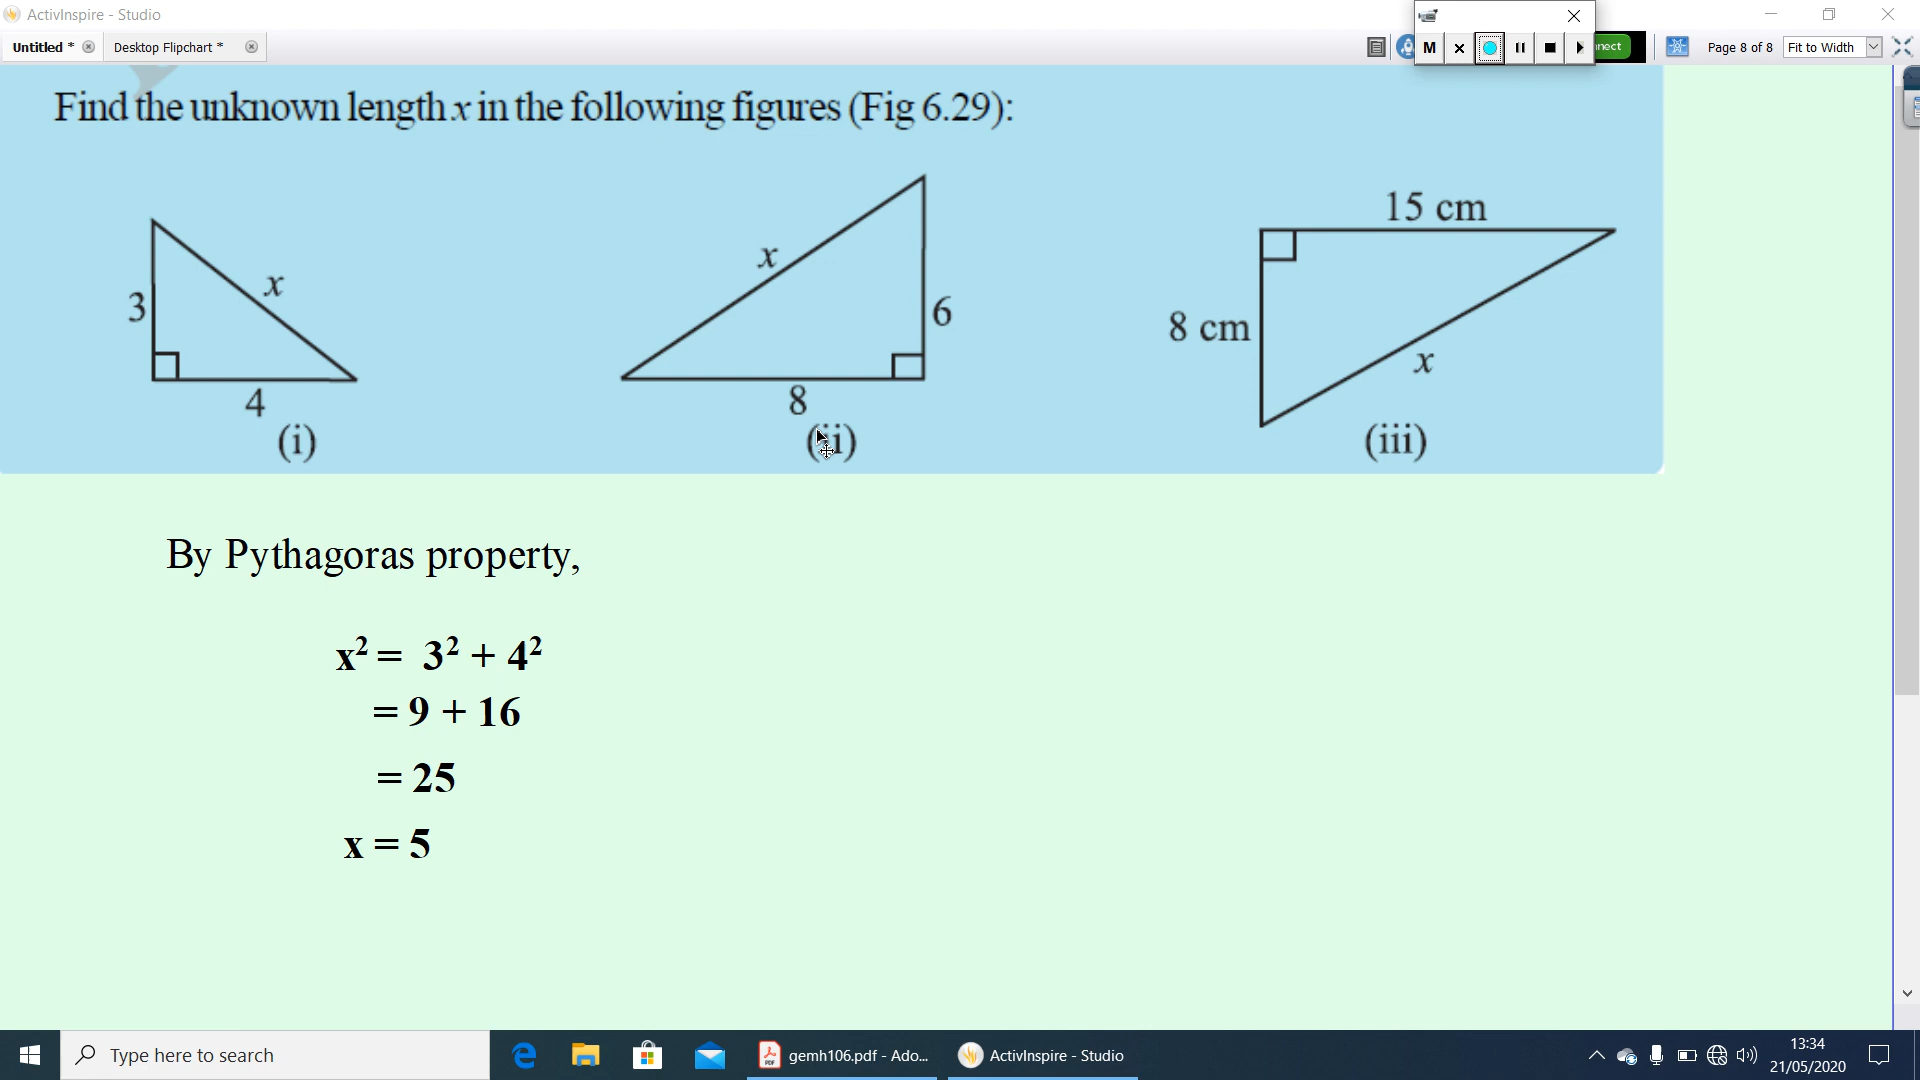 ActivInspire - Studio
Untitled *
Desktop Flipchart *
M
nect
Page 8 of 8
Fit to Width
Find the unknown length x in the following figures (Fig 6.29):
3
x
4
(i)
x
6
8
(ii)
15 cm
8 cm
x
(iii)
By Pythagoras property,
x² = 3² + 4²
= 9 + 16
= 25
x = 5
Type here to search
gemh106.pdf - Ado...
ActivInspire - Studio
13:34
21/05/2020